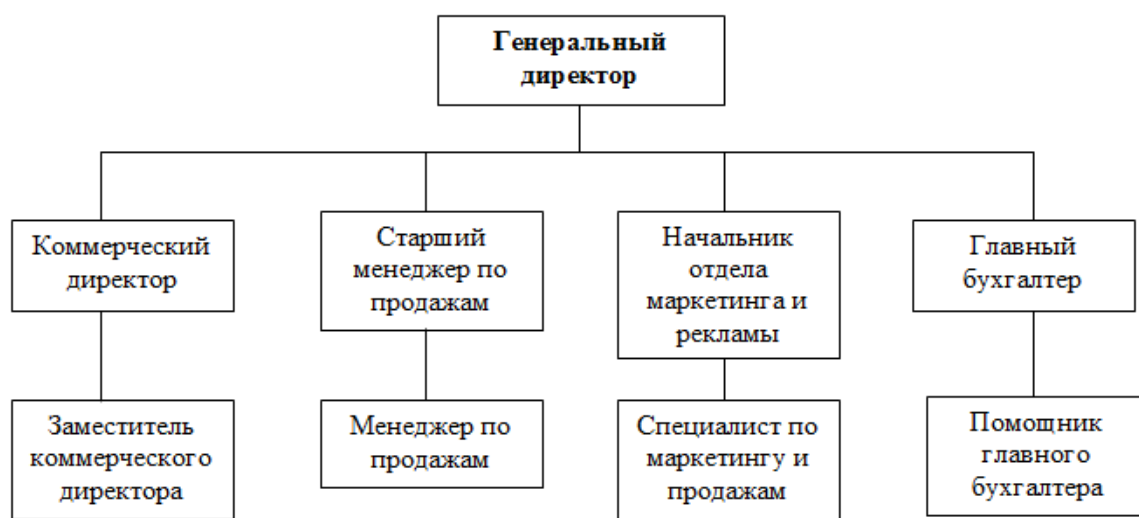 Генеральный
директор
Коммерческий
директор
Старший
менеджер по
продажам
Начальник
отдела
маркетинга и
рекламы
Главный
бухгалтер
Заместитель
коммерческого
директора
Менеджер по
продажам
Специалист по
маркетингу и
продажам
Помощник
главного
бухгалтера